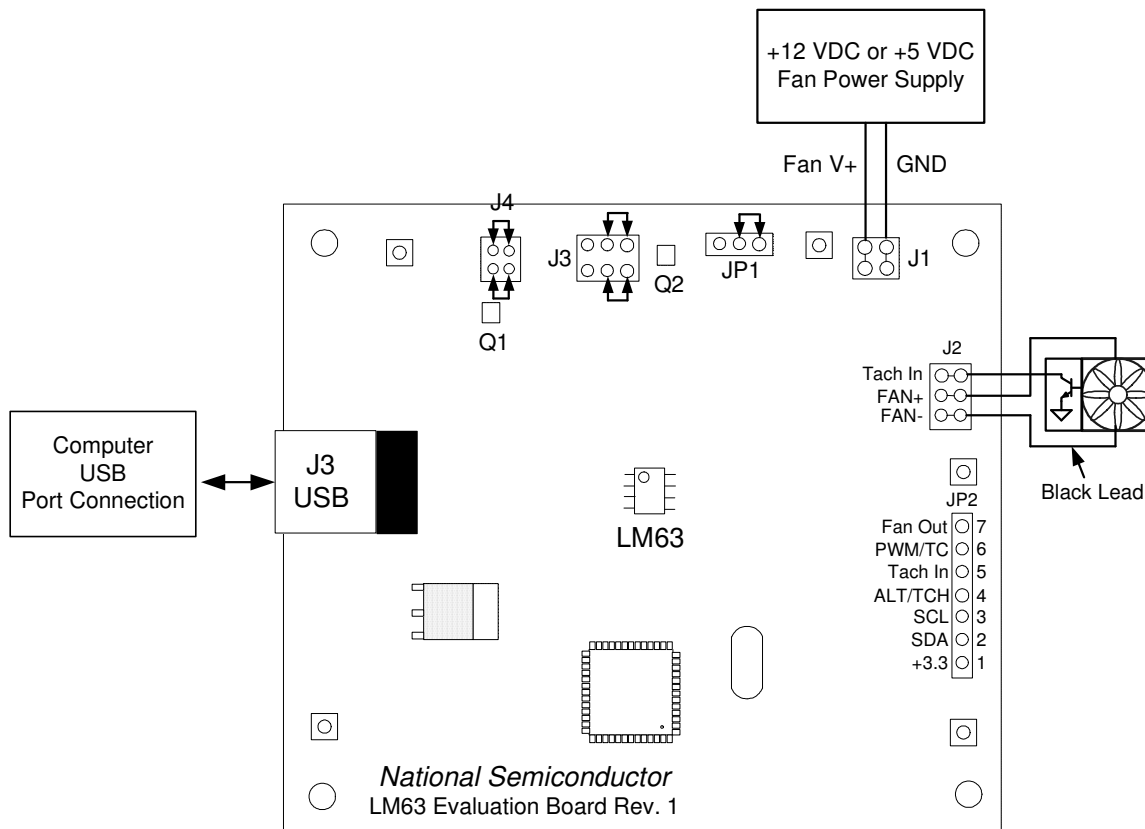 +12 VDC or +5 VDC
Fan Power Supply
Fan V+
GND
J4
J3
Q2
JP1
J1
Q1
J2
Tach In
FAN+
FAN-
Black Lead
Computer
USB
Port Connection
J3
USB
LM63
JP2
Fan Out 7
PWM/TC 6
Tach In 5
ALT/TCH 4
SCL 3
SDA 2
+3.3 1
National Semiconductor
LM63 Evaluation Board Rev. 1